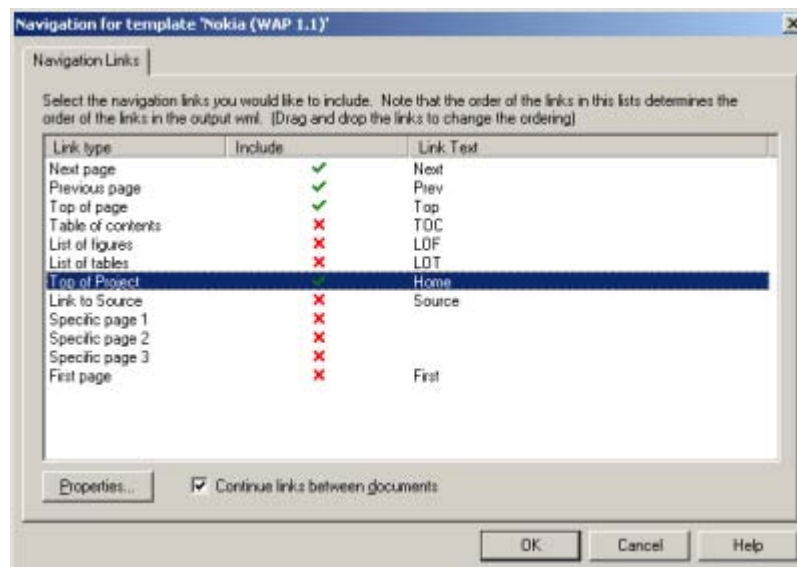 Navigation for template 'Nokia (WAP 1.1)'
Navigation Links
Select the navigation links you would like to include. Note that the order of the links in this lists determines the
order of the links in the output wml. (Drag and drop the links to change the ordering)
Link type Include Link Text
Next page Next
Previous page Prev
Top of page Top
Table of contents TOC
List of figures LOF
List of tables LOT
Top of Project Home
Link to Source Source
Specific page 1
Specific page 2
Specific page 3
First page First
Properties... Continue links between documents
OK Cancel Help